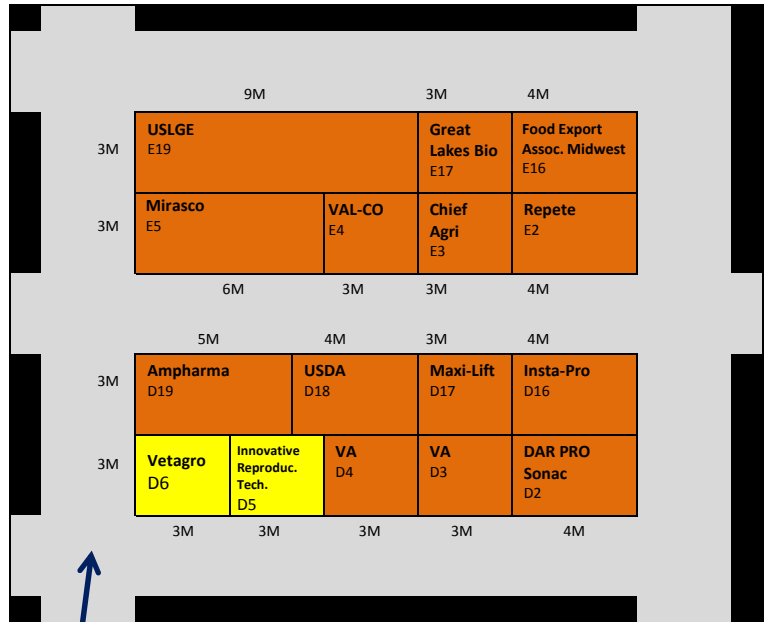 9M 3M 4M
3M
USLGE
E19
Great
Lakes Bio
E17
Food Export
Assoc. Midwest
E16
3M
Mirasco
E5
VAL-CO
E4
Chief
Agri
E3
Repete
E2
6M 3M 3M 4M
5M 4M 3M 4M
3M
Ampharma
D19
USDA
D18
Maxi-Lift
D17
Insta-Pro
D16
3M
Vetagro
D6
Innovative
Reproduc.
Tech.
D5
VA
D4
VA
D3
DAR PRO
Sonac
D2
3M 3M 3M 3M 4M